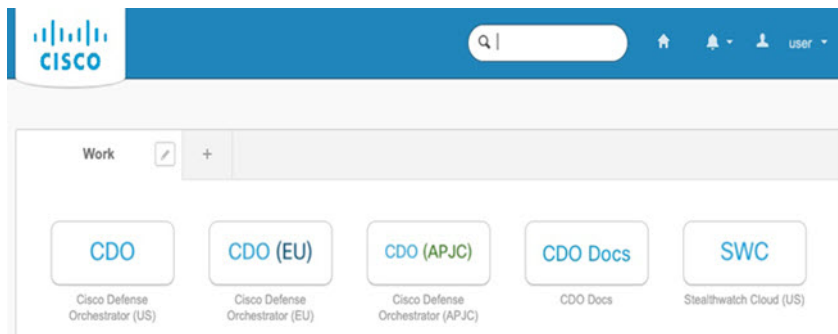 CISCO
user
Work
+
CDO
CDO (EU)
CDO (APJC)
CDO Docs
SWC
Cisco Defense
Orchestrator (US)
Cisco Defense
Orchestrator (EU)
Cisco Defense
Orchestrator (APJC)
CDO Docs
Stealthwatch Cloud (US)